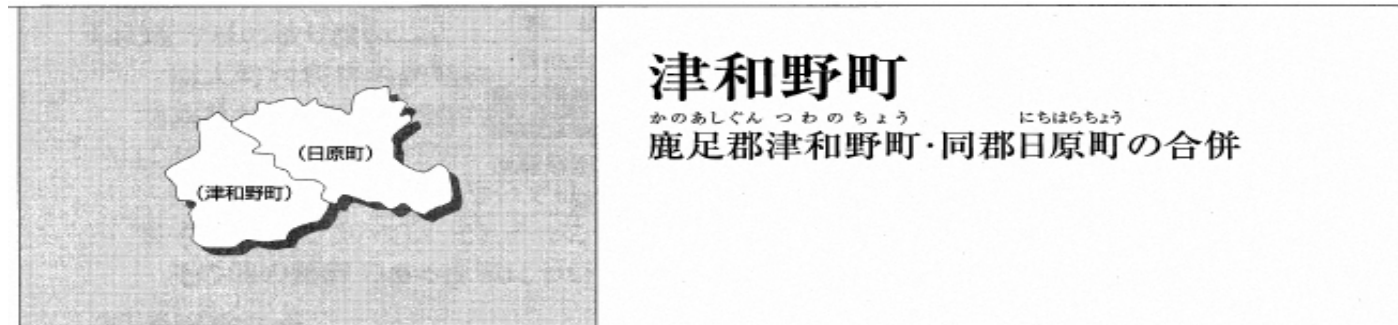 (日原町)
(津和野町)
津和野町
かのあしぐん つわのちょう にちはらちょう
鹿足郡津和野町・同郡日原町の合併